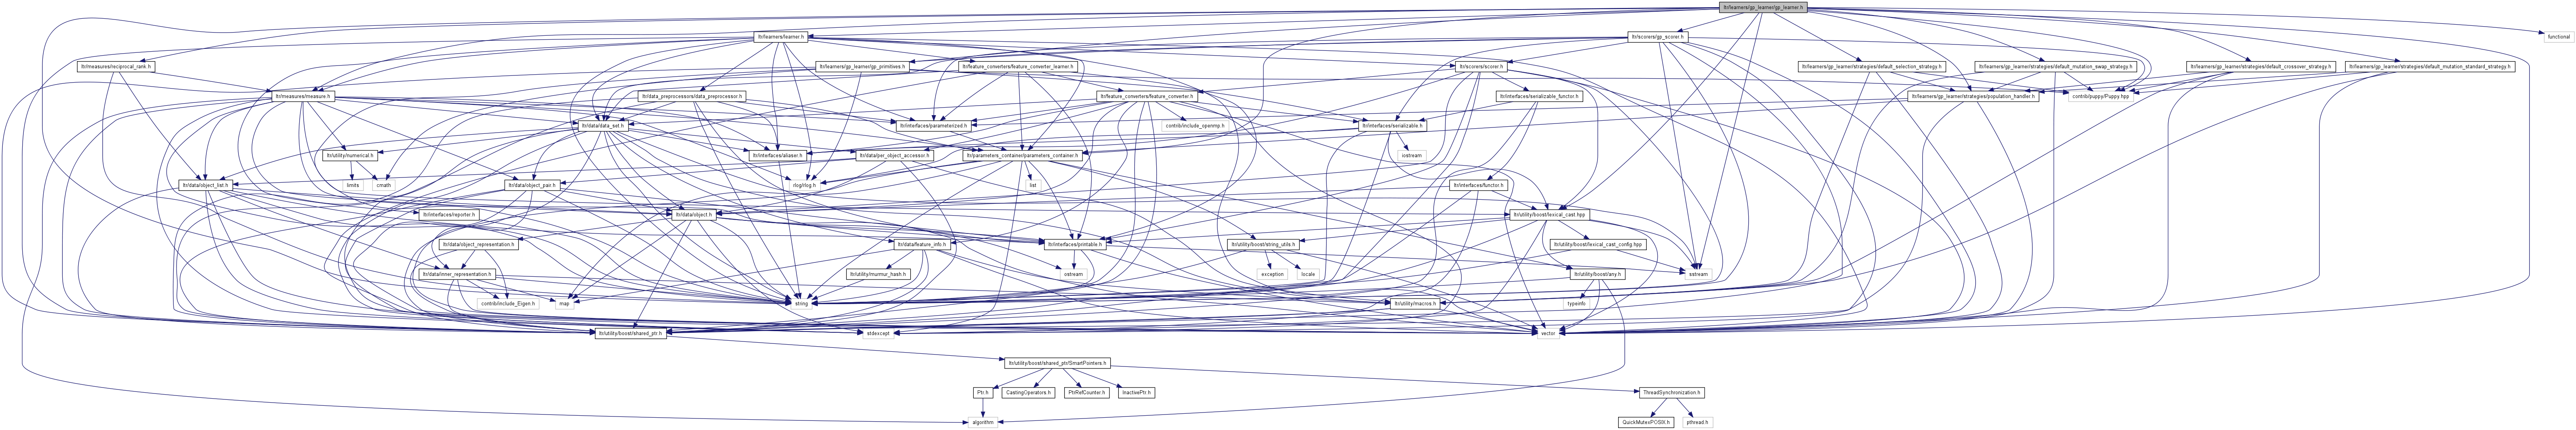 ltr/learners/gp_learner/gp_learner.h
ltr/learners/learner.h
ltr/scorers/gp_scorer.h
functional
ltr/measures/reciprocal_rank.h
ltr/learners/gp_learner/gp_primitives.h
ltr/feature_converters/feature_converter_learner.h
ltr/scorers/scorer.h
ltr/learners/gp_learner/strategies/default_selection_strategy.h
ltr/learners/gp_learner/strategies/default_mutation_swap_strategy.h
ltr/learners/gp_learner/strategies/default_crossover_strategy.h
ltr/learners/gp_learner/strategies/default_mutation_standard_strategy.h
ltr/measures/measure.h
ltr/data_preprocessors/data_preprocessor.h
ltr/feature_converters/feature_converter.h
ltr/interfaces/serializable_functor.h
ltr/learners/gp_learner/strategies/population_handler.h
contrib/puppy/Puppy.hpp
ltr/data/data_set.h
ltr/interfaces/parameterized.h
contrib/include_openmp.h
ltr/interfaces/serializable.h
ltr/utility/numerical.h
ltr/interfaces/aliaser.h
ltr/data/per_object_accessor.h
ltr/parameters_container/parameters_container.h
iostream
ltr/data/object_list.h
limits
cmath
ltr/data/object_pair.h
rlog/rlog.h
list
ltr/interfaces/functor.h
ltr/interfaces/reporter.h
ltr/data/object.h
ltr/utility/boost/lexical_cast.hpp
ltr/data/object_representation.h
ltr/data/feature_info.h
ltr/interfaces/printable.h
ltr/utility/boost/string_utils.h
ltr/utility/boost/lexical_cast_config.hpp
ltr/data/inner_representation.h
ltr/utility/murmur_hash.h
ostream
exception
locale
ltr/utility/boost/any.h
sstream
contrib/include_Eigen.h
map
string
ltr/utility/macros.h
typeinfo
ltr/utility/boost/shared_ptr.h
stdexcept
vector
ltr/utility/boost/shared_ptr/SmartPointers.h
Ptr.h
CastingOperators.h
PtrRefCounter.h
InactivePtr.h
ThreadSynchronization.h
algorithm
QuickMutexPOSIX.h
pthread.h